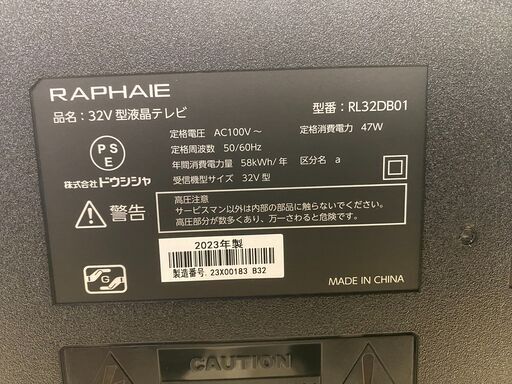 RAPHAIE
品名：32V 型液晶テレビ
型番：RL32DB01
定格電圧 AC100V～
定格消費電力 47W
定格周波数 50/60Hz
年間消費電力量 58kWh/年 区分名 a
受信機型サイズ 32V 型
PS
E
株式会社ドウシシャ
警告
高圧注意
サービスマン以外は内部の部品に触らないでください。
高圧部分が数多くあり、万一さわると危険です。
2023年製
製造番号. 23X00183 B32
G
MADE IN CHINA
CAUTION